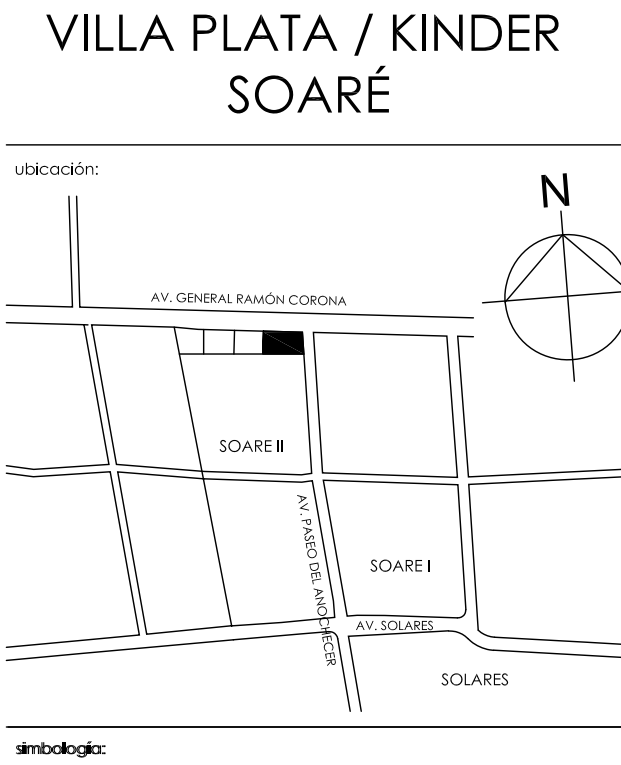 VILLA PLATA / KINDER
SOARÉ
ubicación:
N
AV. GENERAL RAMÓN CORONA
SOARE II
AV. PASEO DEL ANOCHECER
SOARE I
AV. SOLARES
SOLARES
simbología: